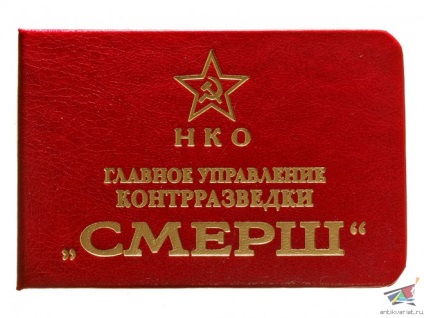 НКО
ГЛАВНОЕ УПРАВЛЕНИЕ
КОНТРРАЗВЕДКИ
„СМЕРШ“
antikvariat.ru